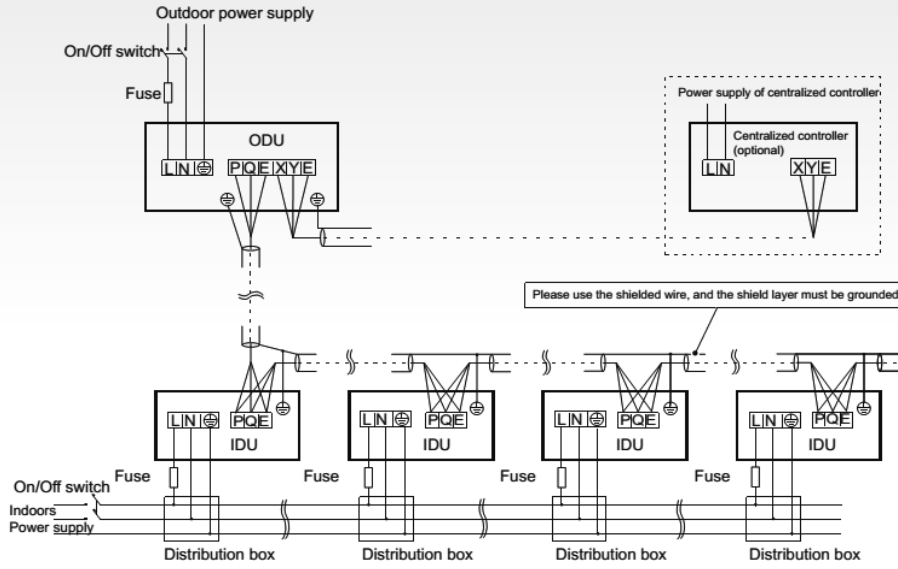 Outdoor power supply
On/Off switch
Fuse
ODU
L N
P Q E X Y E
Power supply of centralized controller
Centralized controller
(optional)
L N
X Y E
Please use the shielded wire, and the shield layer must be grounded
L N
P Q E
IDU
L N
P Q E
IDU
L N
P Q E
IDU
L N
P Q E
IDU
Fuse
Fuse
Fuse
Fuse
On/Off switch
Indoors
Power supply
Distribution box
Distribution box
Distribution box
Distribution box